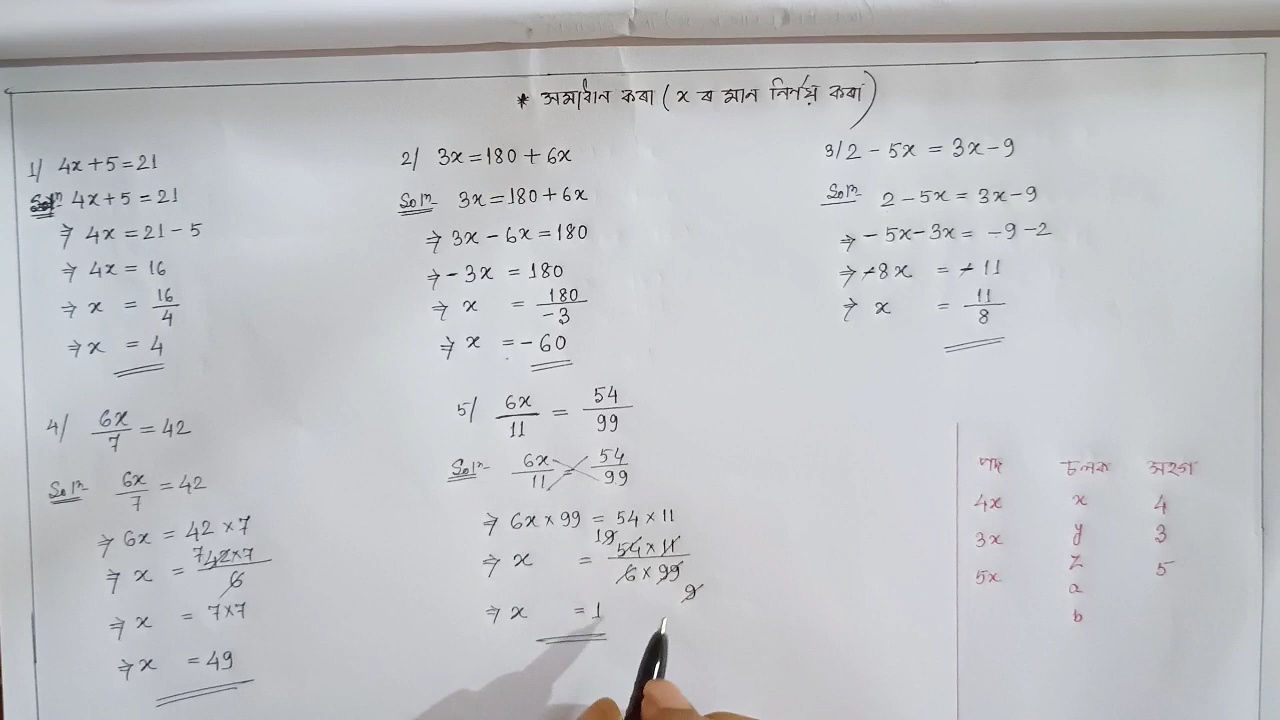 * সমাধান কৰা (x ৰ মান নিৰ্নয় কৰা)
1/ 4x + 5 = 21
Solⁿ 4x + 5 = 21
⇒ 4x = 21 - 5
⇒ 4x = 16
⇒ x = 16/4
⇒ x = 4
2/ 3x = 180 + 6x
Solⁿ 3x = 180 + 6x
⇒ 3x - 6x = 180
⇒ -3x = 180
⇒ x = 180/-3
⇒ x = -60
3/ 2 - 5x = 3x - 9
Solⁿ 2 - 5x = 3x - 9
⇒ -5x - 3x = -9 - 2
⇒ -8x = -11
⇒ x = 11/8
4/ 6x/7 = 42
Solⁿ 6x/7 = 42
⇒ 6x = 42 × 7
⇒ x = 7 42×7/6
⇒ x = 7×7
⇒ x = 49
5/ 6x/11 = 54/99
Solⁿ 6x/11 = 54/99
⇒ 6x × 99 = 54 × 11
⇒ x = 54 × 11/6 × 99
9
⇒ x = 1
পদ চলক সহগ
4x x 4
3x y 3
5x z 5
a
b